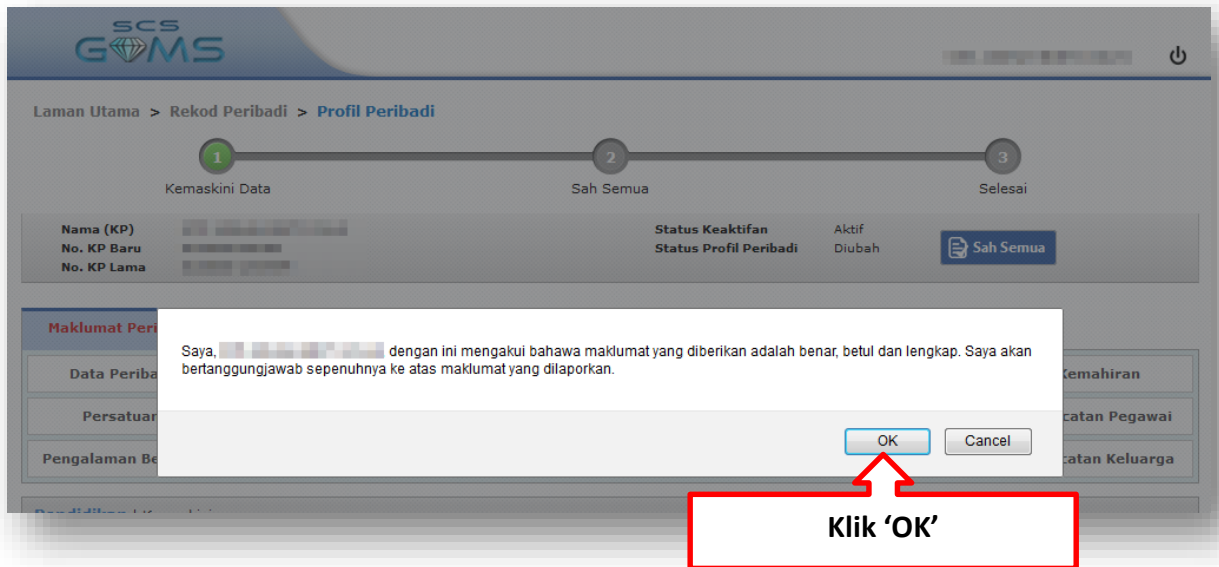 SCS
GEMS
Laman Utama > Rekod Peribadi > Profil Peribadi
1
2
3
Kemaskini Data
Sah Semua
Selesai
Nama (KP)
Status Keaktifan Aktif
No. KP Baru
Status Profil Peribadi Diubah
Sah Semua
No. KP Lama
Maklumat Peri
Saya, dengan ini mengakui bahawa maklumat yang diberikan adalah benar, betul dan lengkap. Saya akan
bertanggungjawab sepenuhnya ke atas maklumat yang dilaporkan.
Data Periba
Kemahiran
Persatuan
catan Pegawai
OK Cancel
Pengalaman Be
catan Keluarga
Pendidikan
Klik ‘OK’